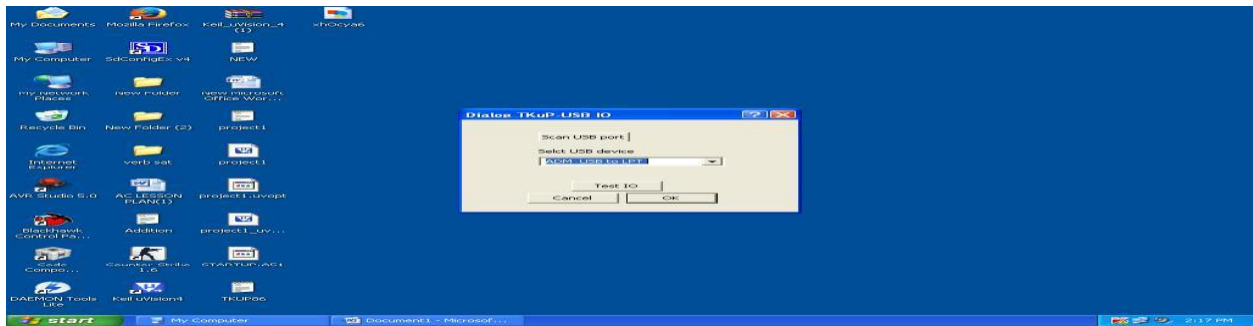 My Documents
Mozilla Firefox
Keil_uVision_4 (1)
xhOcya6
My Computer
SdConfigEx v4
NEW
My Network Places
New Folder
New Microsoft Office Wor...
Recycle Bin
New Folder (2)
project1
Internet Explorer
verb sat
project1
AVR Studio 5.0
AC LESSON PLAN(1)
project1.uvopt
Blackhawk Control Pa...
Addition
project1_uv...
Code Compo...
Counter Strike 1.6
STARTUP.A51
DAEMON Tools Lite
Keil uVision4
TKUP86
Dialog TKuP-USB IO
Scan USB port
Selct USB device
ADM USB to LPT
Test IO
Cancel
OK
start
My Computer
Document1 - Microsof...
2:17 PM